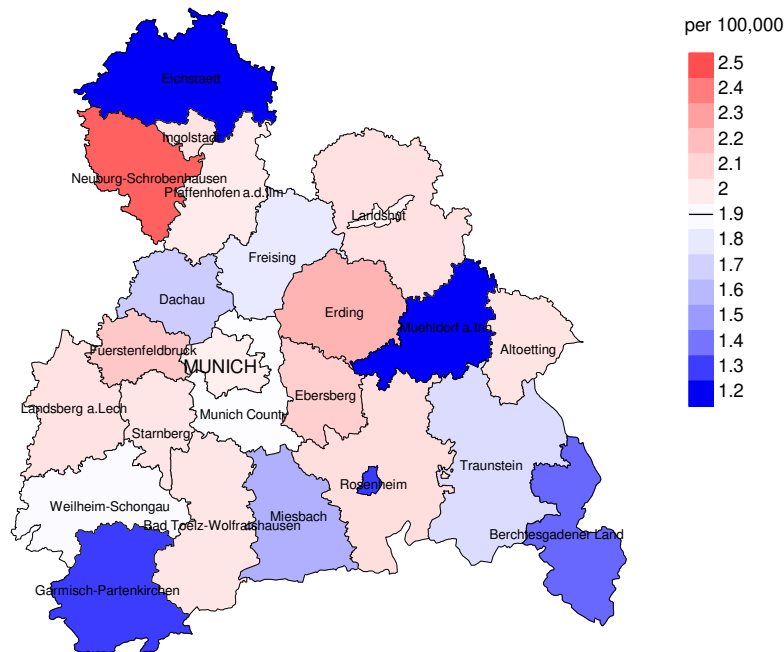 per 100,000
2.5
2.4
2.3
2.2
2.1
2
1.9
1.8
1.7
1.6
1.5
1.4
1.3
1.2
Eichstaett
Ingolstadt
Neuburg-Schrobenhausen
Pfaffenhofen a.d.Ilm
Landshut
Freising
Dachau
Erding
Muehldorf a.Inn
Fuerstenfeldbruck
Altoetting
MUNICH
Ebersberg
Landsberg a.Lech
Munich County
Starnberg
Traunstein
Rosenheim
Weilheim-Schongau
Miesbach
Bad Toelz-Wolfratshausen
Berchtesgadener Land
Garmisch-Partenkirchen